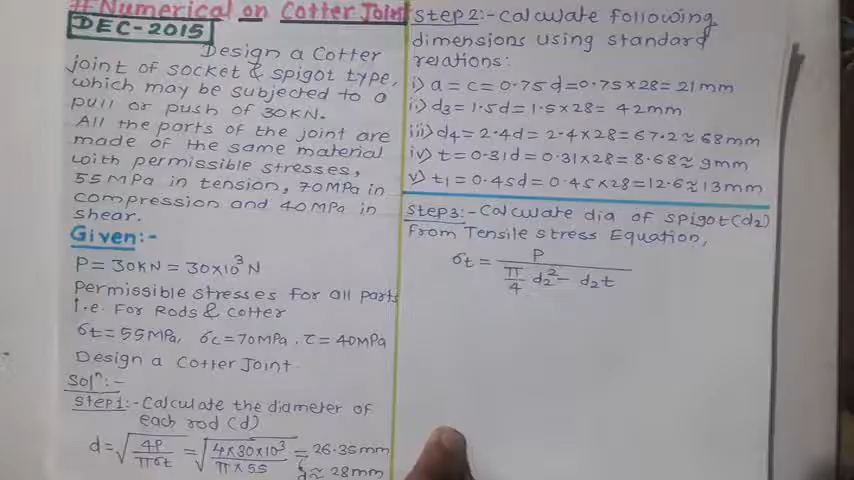 # Numerical on Cotter Joint
DEC-2015
Design a Cotter
joint of socket & spigot type,
which may be subjected to a
pull or push of 30KN.
All the parts of the joint are
made of the same material
with permissible stresses,
55MPa in tension, 70MPa in
compression and 40MPa in
shear.
Given:-
P = 30KN = 30×10³ N
Permissible stresses for all parts
i.e. For Rods & cotter
σt = 55MPa, σc = 70MPa. τ = 40MPa
Design a Cotter Joint.
Solⁿ:-
Step1:- Calculate the diameter of
each rod (d)
d = √(4P/πσt) = √(4×30×10³/π×55) = 26.35mm
d ≈ 28mm
Step2:- Calculate following
dimensions using standard
relations:
i) a = c = 0.75d = 0.75×28 = 21mm
ii) d3 = 1.5d = 1.5×28 = 42mm
iii) d4 = 2.4d = 2.4×28 = 67.2 ≈ 68mm
iv) t = 0.31d = 0.31×28 = 8.68 ≈ 9mm
v) t1 = 0.45d = 0.45×28 = 12.6 ≈ 13mm
Step3:- Calculate dia of spigot (d2)
From Tensile stress Equation,
σt = P / (π/4 d2² - d2t)